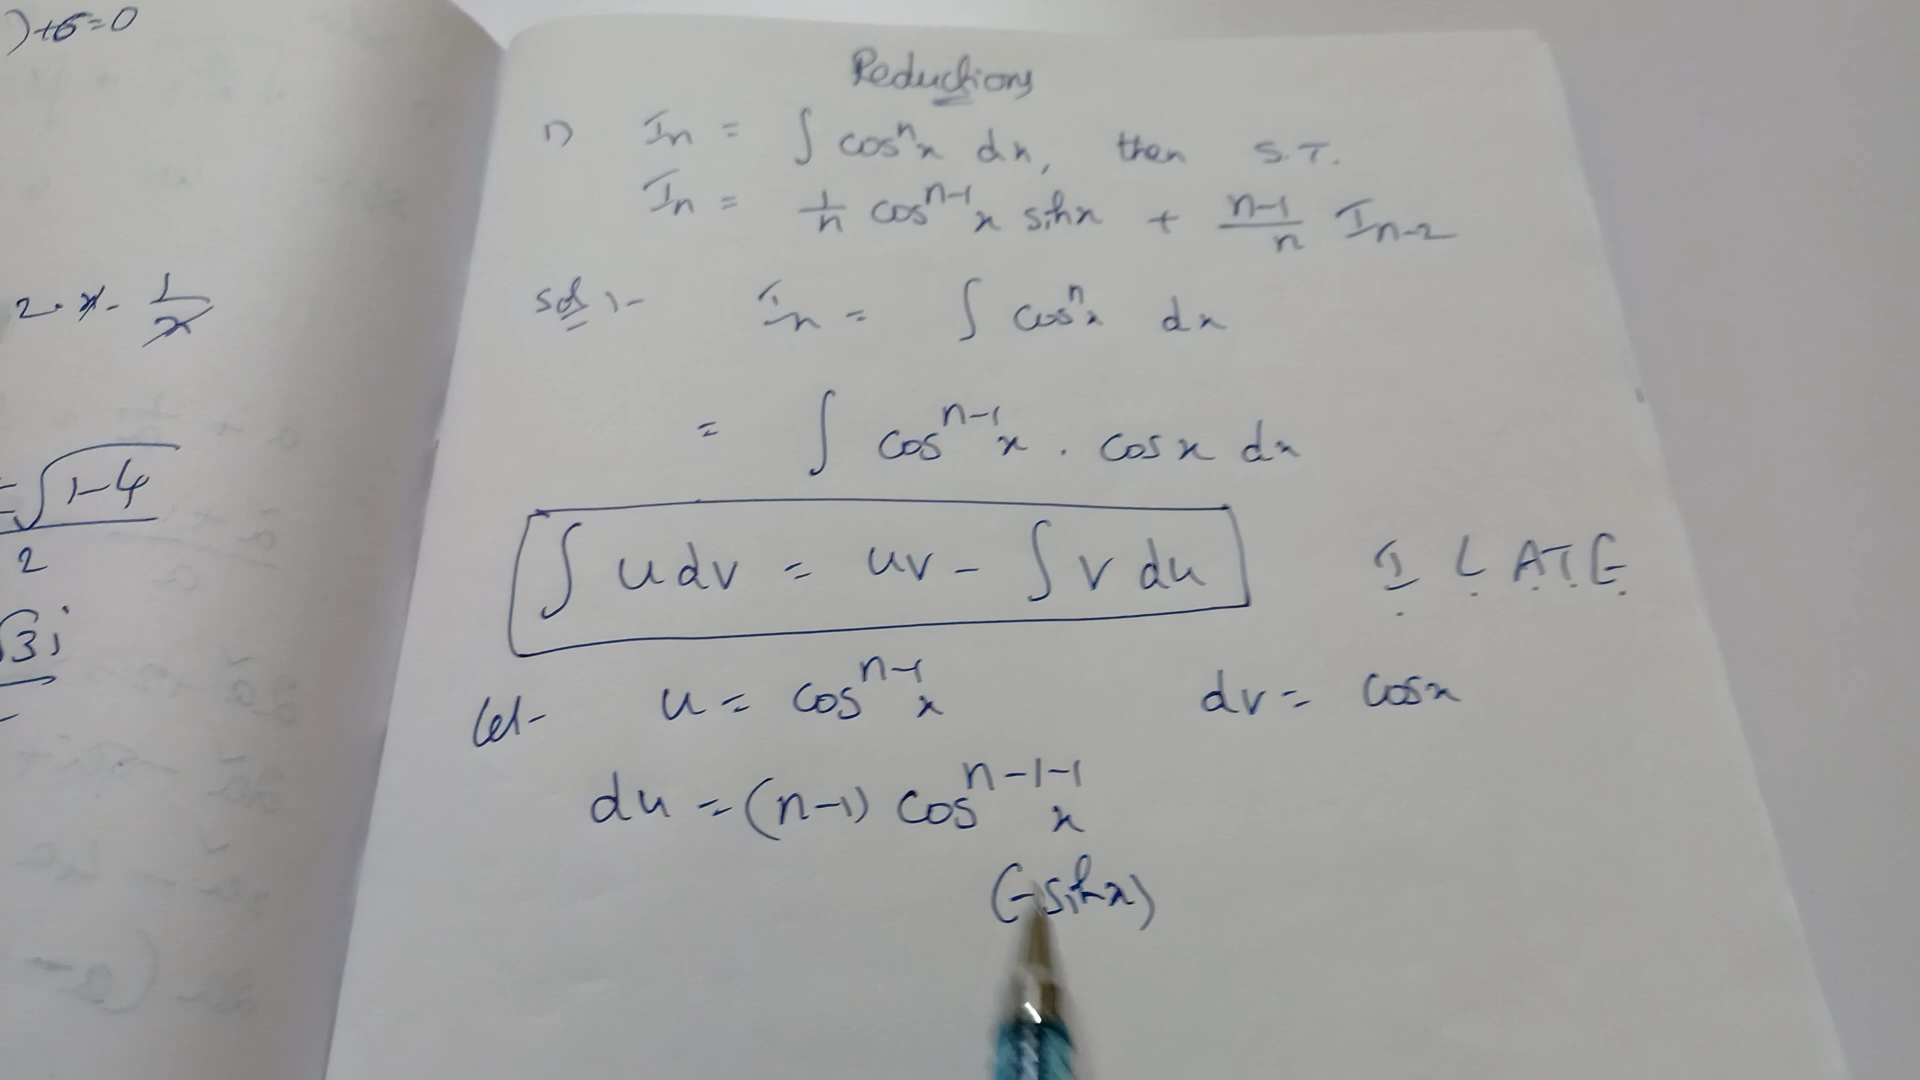 )+6=0
2·x- 1/x
=√1-4
2
√3i
Reductions
1) In = ∫ cosⁿx dx, then S.T.
In = 1/n cosⁿ⁻¹x sinx + n-1/n In-2
Sol :- In = ∫ cosⁿx dx
= ∫ cosⁿ⁻¹x . cosx dx
∫ u dv = uv - ∫ v du I L A T E
let u = cosⁿ⁻¹x dv = cosx
du = (n-1) cosⁿ⁻¹⁻¹x
(-sinx)